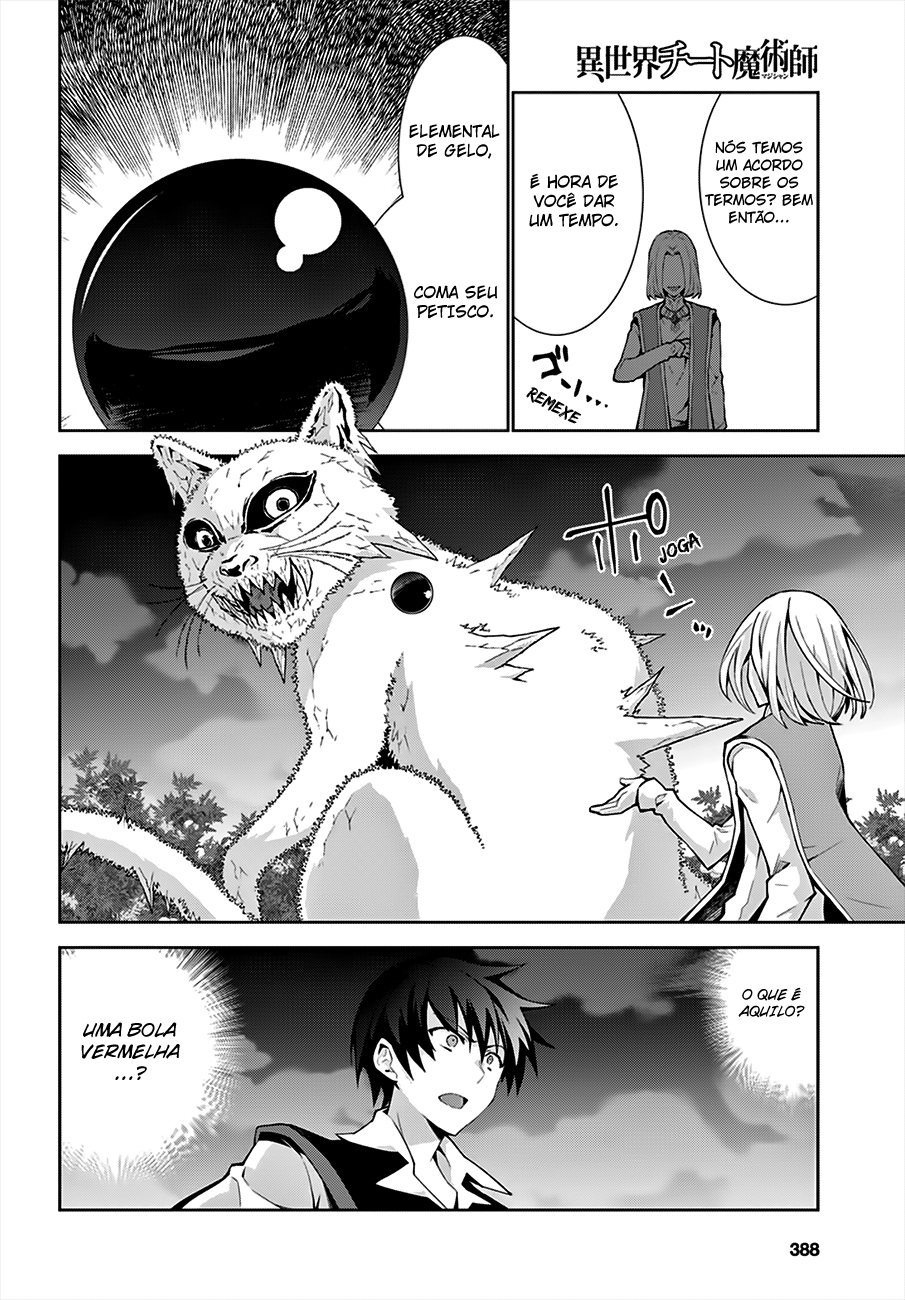 異世界チート魔術師
マジシャン
NÓS TEMOS
UM ACORDO
SOBRE OS
TERMOS? BEM
ENTÃO...
É HORA DE
VOCÊ DAR
UM TEMPO.
ゴソ...
REMEXE
ELEMENTAL
DE GELO,
COMA SEU
PETISCO.
ポイッ
JOGA
O QUE É
AQUILO?
UMA BOLA
VERMELHA
...?
388